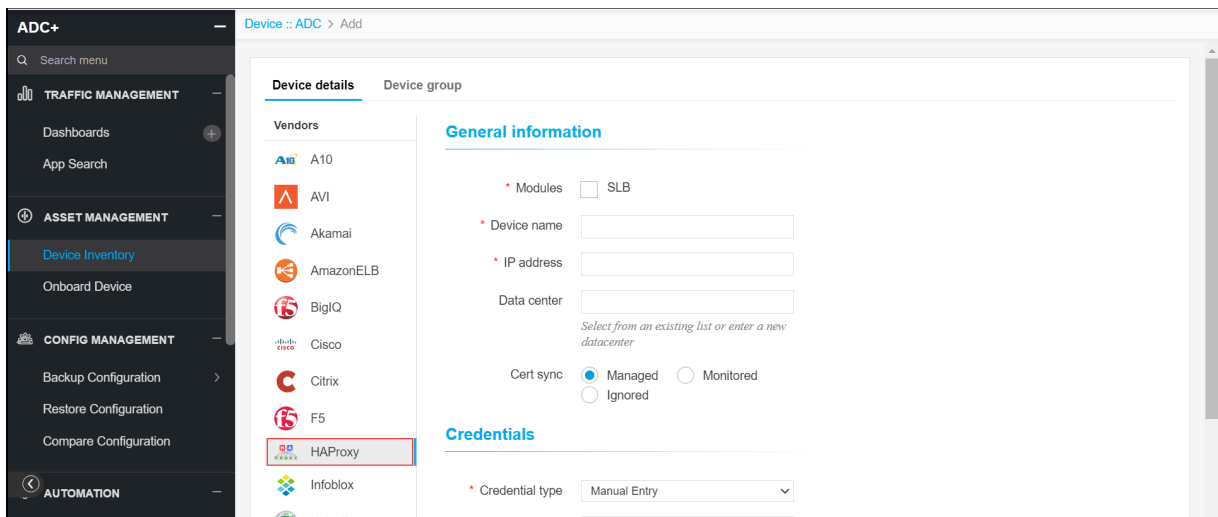 ADC+
Device :: ADC > Add
Search menu
TRAFFIC MANAGEMENT
Dashboards
App Search
ASSET MANAGEMENT
Device Inventory
Onboard Device
CONFIG MANAGEMENT
Backup Configuration
Restore Configuration
Compare Configuration
AUTOMATION
Device details
Device group
Vendors
A10 A10
AVI
Akamai
AmazonELB
f5 BigIQ
cisco Cisco
Citrix
f5 F5
HAProxy
Infoblox
General information
* Modules SLB
* Device name
* IP address
Data center
Select from an existing list or enter a new
datacenter
Cert sync Managed Monitored
Ignored
Credentials
* Credential type Manual Entry